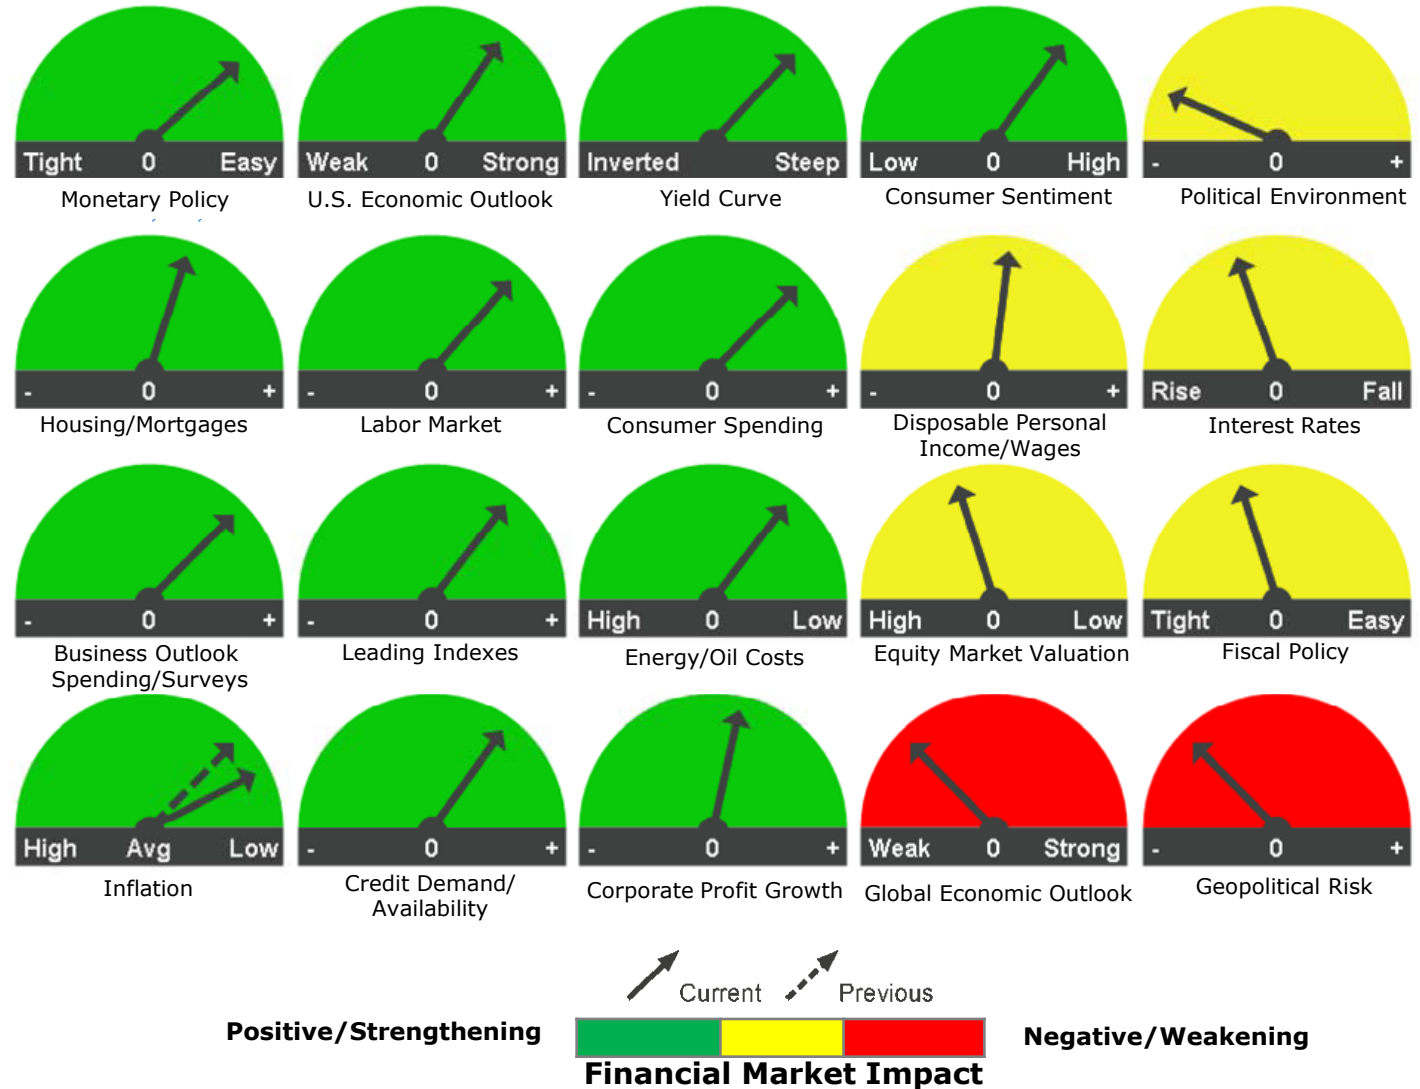 Tight 0 Easy
Monetary Policy
Weak 0 Strong
U.S. Economic Outlook
Inverted Steep
Yield Curve
Low 0 High
Consumer Sentiment
- 0 +
Political Environment
- 0 +
Housing/Mortgages
- 0 +
Labor Market
- 0 +
Consumer Spending
- 0 +
Disposable Personal
Income/Wages
Rise 0 Fall
Interest Rates
- 0 +
Business Outlook
Spending/Surveys
- 0 +
Leading Indexes
High 0 Low
Energy/Oil Costs
High 0 Low
Equity Market Valuation
Tight 0 Easy
Fiscal Policy
High Avg Low
Inflation
- 0 +
Credit Demand/
Availability
- 0 +
Corporate Profit Growth
Weak 0 Strong
Global Economic Outlook
- 0 +
Geopolitical Risk
Current Previous
Positive/Strengthening Negative/Weakening
Financial Market Impact